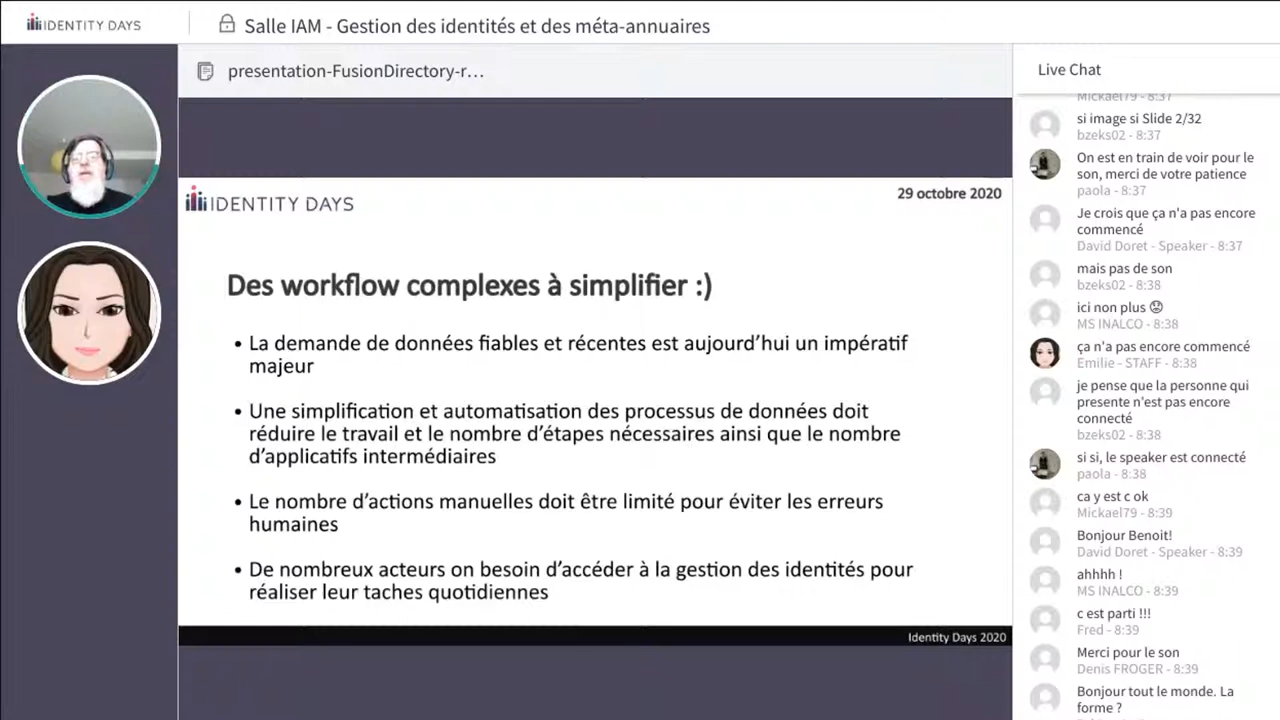 IDENTITY DAYS
Salle IAM - Gestion des identités et des méta-annuaires
presentation-FusionDirectory-r…
IDENTITY DAYS
29 octobre 2020
Des workflow complexes à simplifier :)
• La demande de données fiables et récentes est aujourd'hui un impératif
majeur
• Une simplification et automatisation des processus de données doit
réduire le travail et le nombre d'étapes nécessaires ainsi que le nombre
d'applicatifs intermédiaires
• Le nombre d'actions manuelles doit être limité pour éviter les erreurs
humaines
• De nombreux acteurs on besoin d'accéder à la gestion des identités pour
réaliser leur taches quotidiennes
Identity Days 2020
Live Chat
Mickael79 - 8:37
si image si Slide 2/32
bzeks02 - 8:37
On est en train de voir pour le
son, merci de votre patience
paola - 8:37
Je crois que ça n'a pas encore
commencé
David Doret - Speaker - 8:37
mais pas de son
bzeks02 - 8:38
ici non plus 😟
MS INALCO - 8:38
ça n'a pas encore commencé
Emilie - STAFF - 8:38
je pense que la personne qui
presente n'est pas encore
connecté
bzeks02 - 8:38
si si, le speaker est connecté
paola - 8:38
ca y est c ok
Mickael79 - 8:39
Bonjour Benoit!
David Doret - Speaker - 8:39
ahhhh !
MS INALCO - 8:39
c est parti !!!
Fred - 8:39
Merci pour le son
Denis FROGER - 8:39
Bonjour tout le monde. La
forme ?